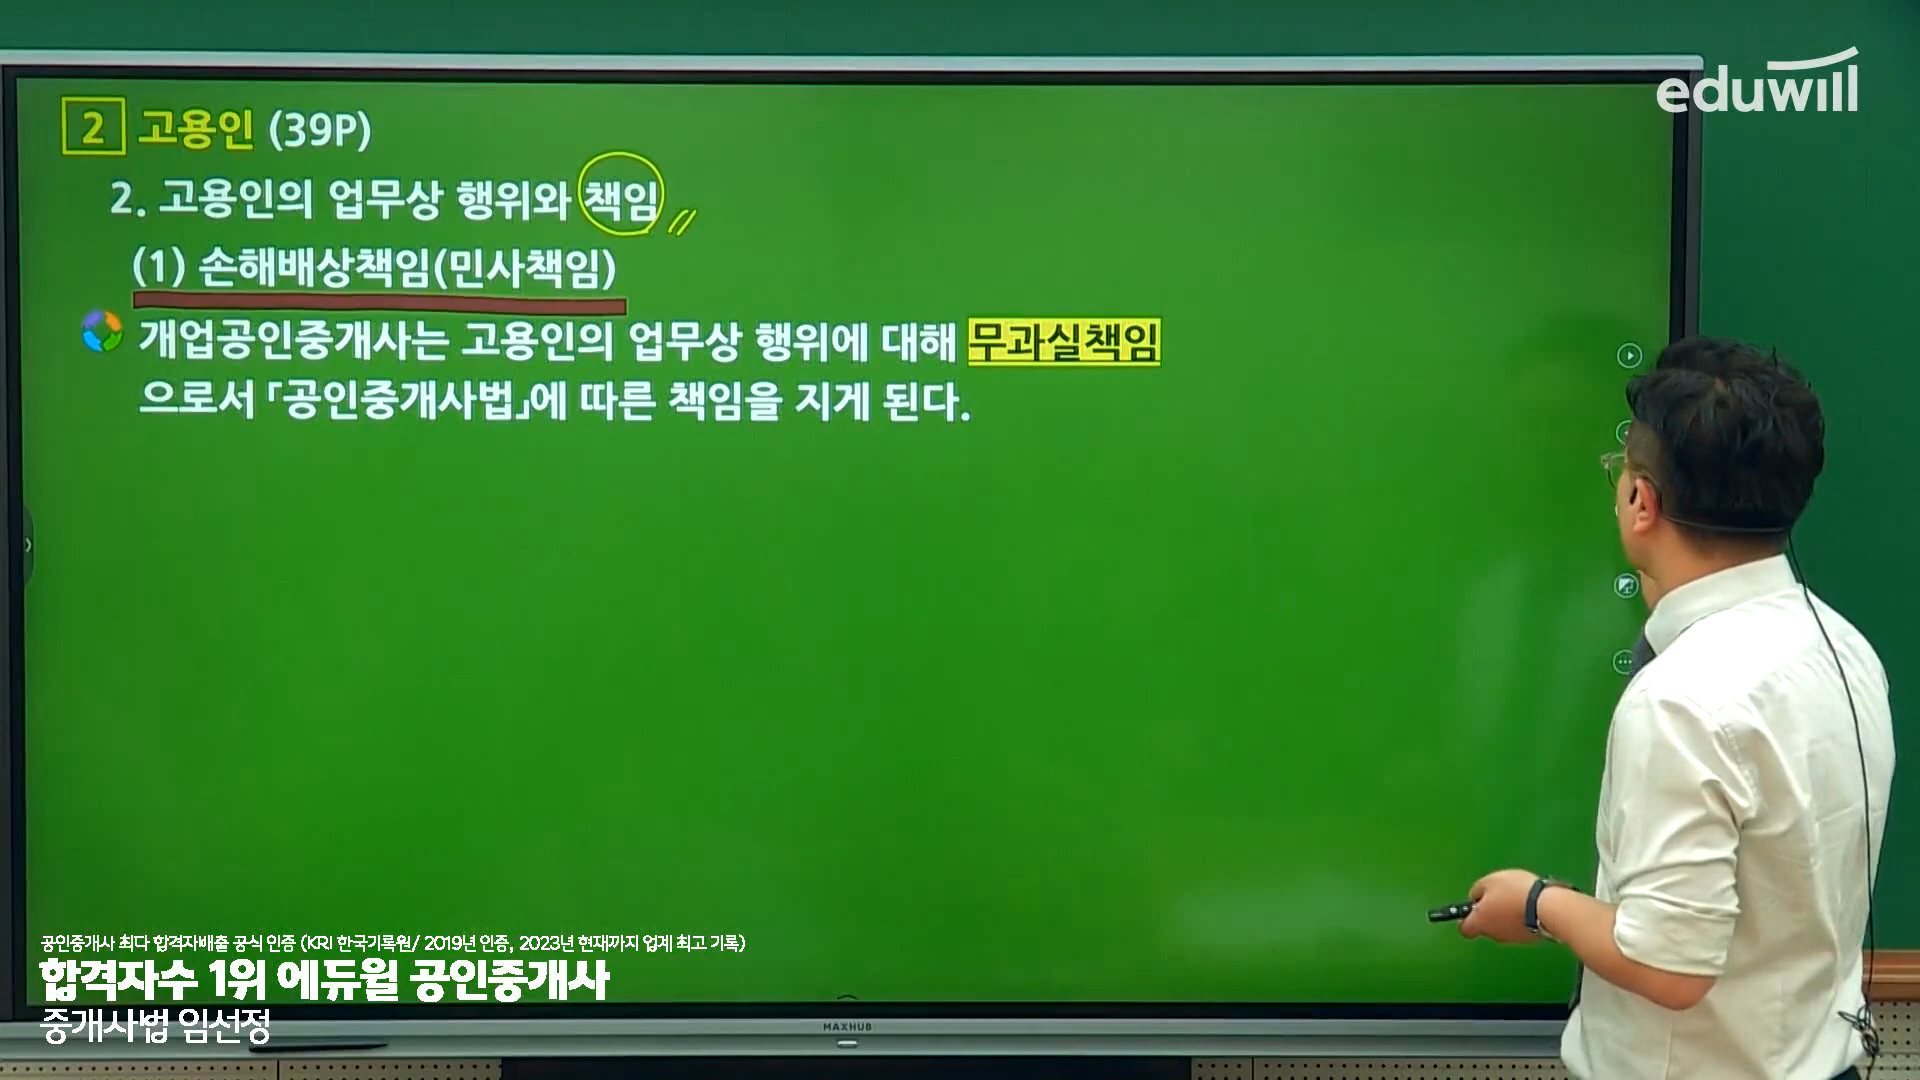 eduwill
2 고용인 (39P)
2. 고용인의 업무상 행위와 책임
(1) 손해배상책임(민사책임)
개업공인중개사는 고용인의 업무상 행위에 대해 무과실책임
으로서 「공인중개사법」에 따른 책임을 지게 된다.
공인중개사 최다 합격자배출 공식 인증 (KRI 한국기록원/ 2019년 인증, 2023년 현재까지 업계 최고 기록)
합격자수 1위 에듀윌 공인중개사
중개사법 임선정
MAXHUB